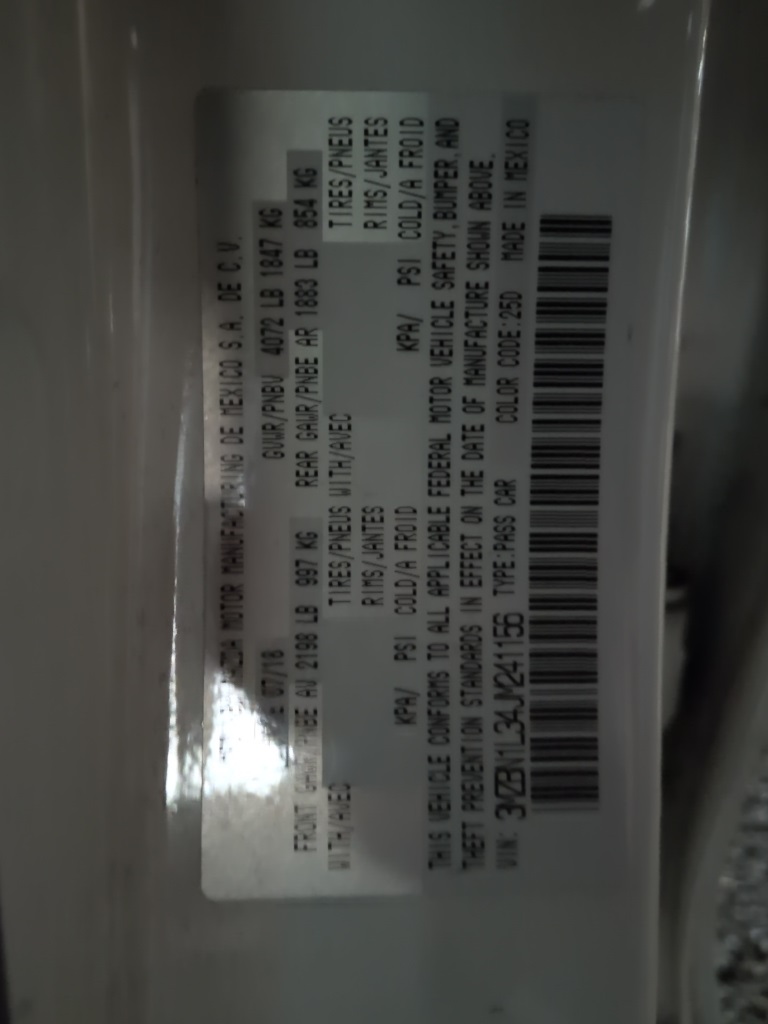 MAZDA MOTOR MANUFACTURING DE MEXICO S.A. DE C.V.
07/18 GVWR/PNBV 4072 LB 1847 KG
FRONT GAWR/PNBE AV 2198 LB 997 KG REAR GAWR/PNBE AR 1883 LB 854 KG
WITH/AVEC TIRES/PNEUS WITH/AVEC TIRES/PNEUS
RIMS/JANTES RIMS/JANTES
KPA/ PSI COLD/A FROID KPA/ PSI COLD/A FROID
THIS VEHICLE CONFORMS TO ALL APPLICABLE FEDERAL MOTOR VEHICLE SAFETY, BUMPER, AND
THEFT PREVENTION STANDARDS IN EFFECT ON THE DATE OF MANUFACTURE SHOWN ABOVE.
VIN: 3MZBN1L34JM241156 TYPE:PASS CAR COLOR CODE:25D MADE IN MEXICO